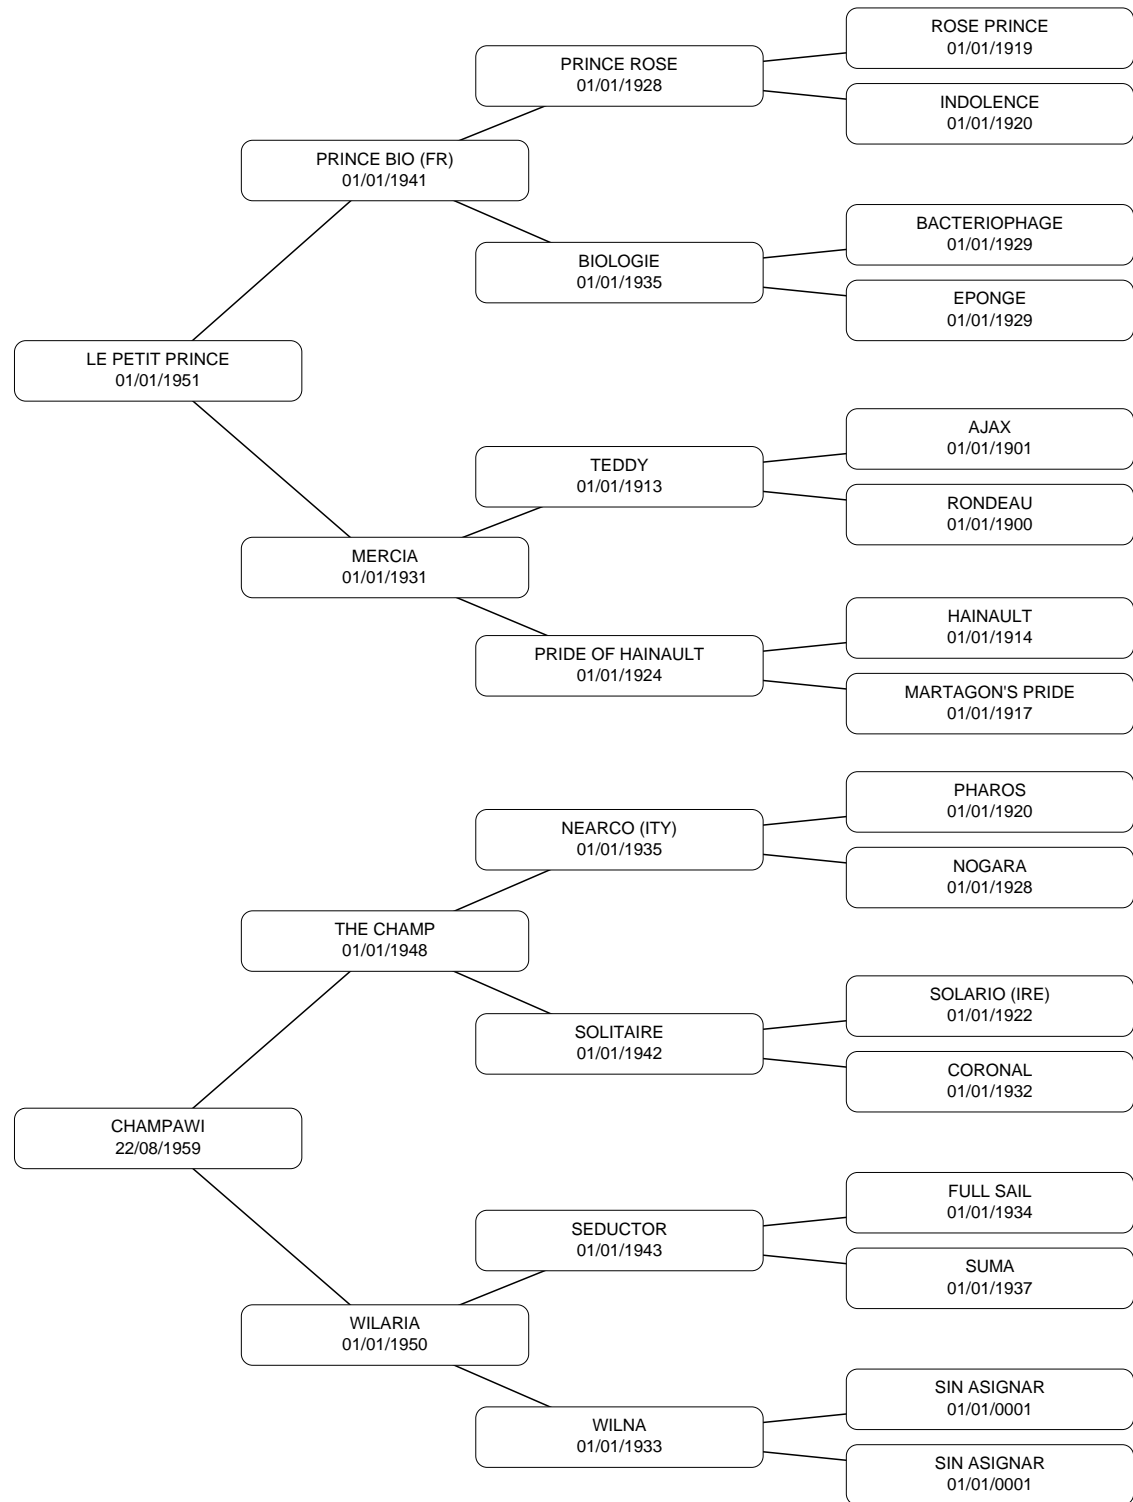 ROSE PRINCE
01/01/1919
PRINCE ROSE
01/01/1928
INDOLENCE
01/01/1920
PRINCE BIO (FR)
01/01/1941
BACTERIOPHAGE
01/01/1929
BIOLOGIE
01/01/1935
EPONGE
01/01/1929
LE PETIT PRINCE
01/01/1951
AJAX
01/01/1901
TEDDY
01/01/1913
RONDEAU
01/01/1900
MERCIA
01/01/1931
HAINAULT
01/01/1914
PRIDE OF HAINAULT
01/01/1924
MARTAGON'S PRIDE
01/01/1917
PHAROS
01/01/1920
NEARCO (ITY)
01/01/1935
NOGARA
01/01/1928
THE CHAMP
01/01/1948
SOLARIO (IRE)
01/01/1922
SOLITAIRE
01/01/1942
CORONAL
01/01/1932
CHAMPAWI
22/08/1959
FULL SAIL
01/01/1934
SEDUCTOR
01/01/1943
SUMA
01/01/1937
WILARIA
01/01/1950
SIN ASIGNAR
01/01/0001
WILNA
01/01/1933
SIN ASIGNAR
01/01/0001